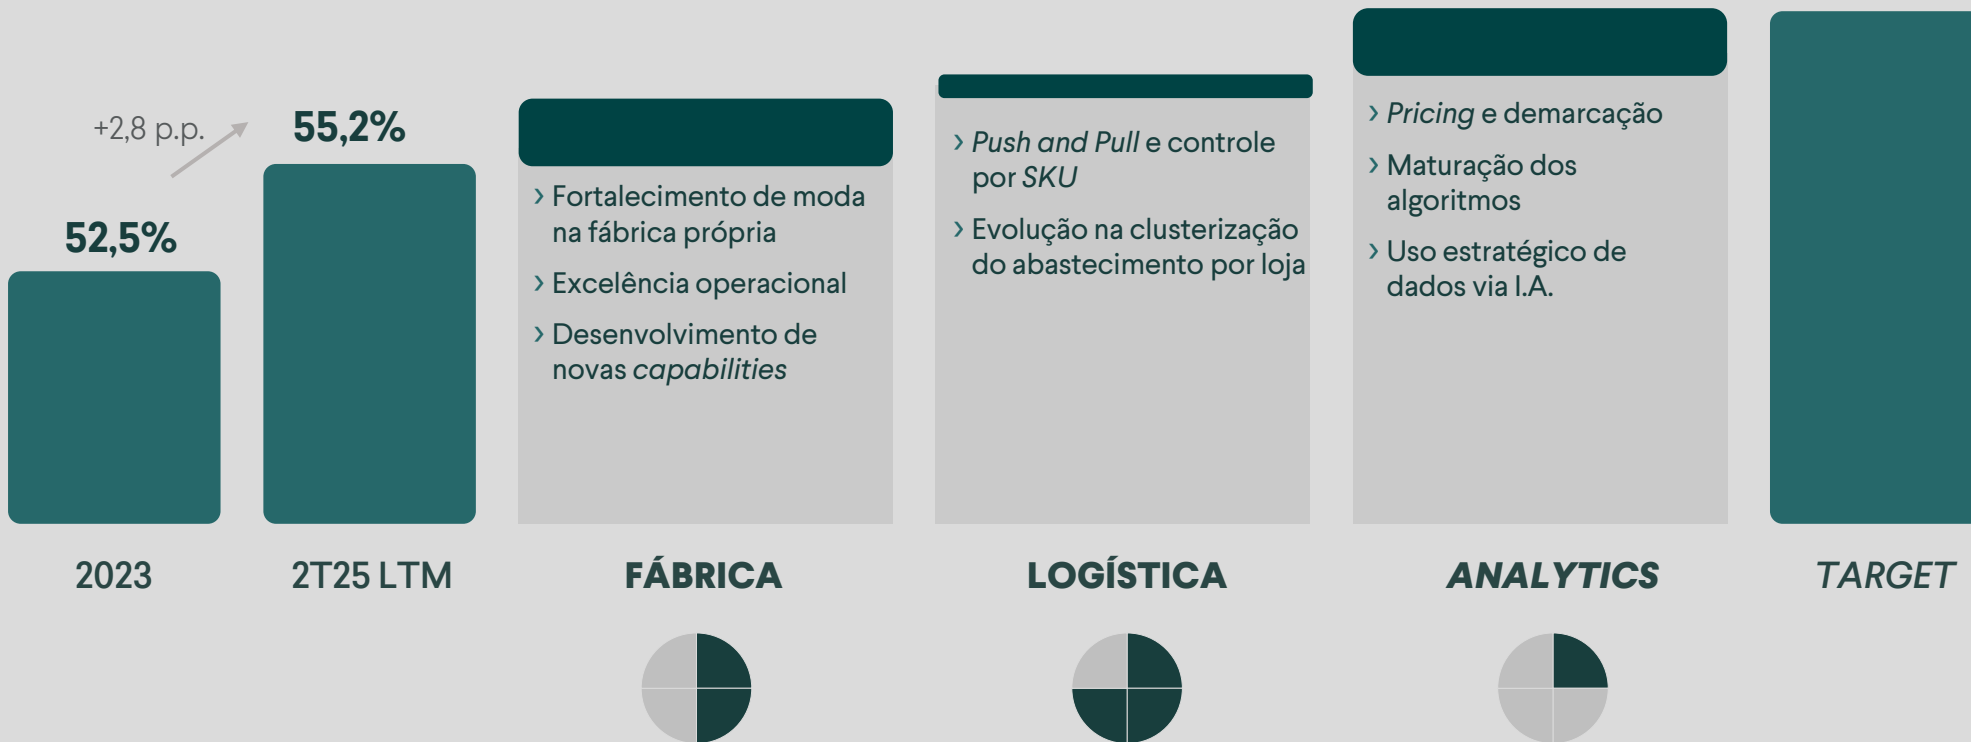 +2,8 p.p.
52,5%
55,2%
2023
2T25 LTM
› Fortalecimento de moda
na fábrica própria
› Excelência operacional
› Desenvolvimento de
novas capabilities
FÁBRICA
› Push and Pull e controle
por SKU
› Evolução na clusterização
do abastecimento por loja
LOGÍSTICA
› Pricing e demarcação
› Maturação dos
algoritmos
› Uso estratégico de
dados via I.A.
ANALYTICS
TARGET